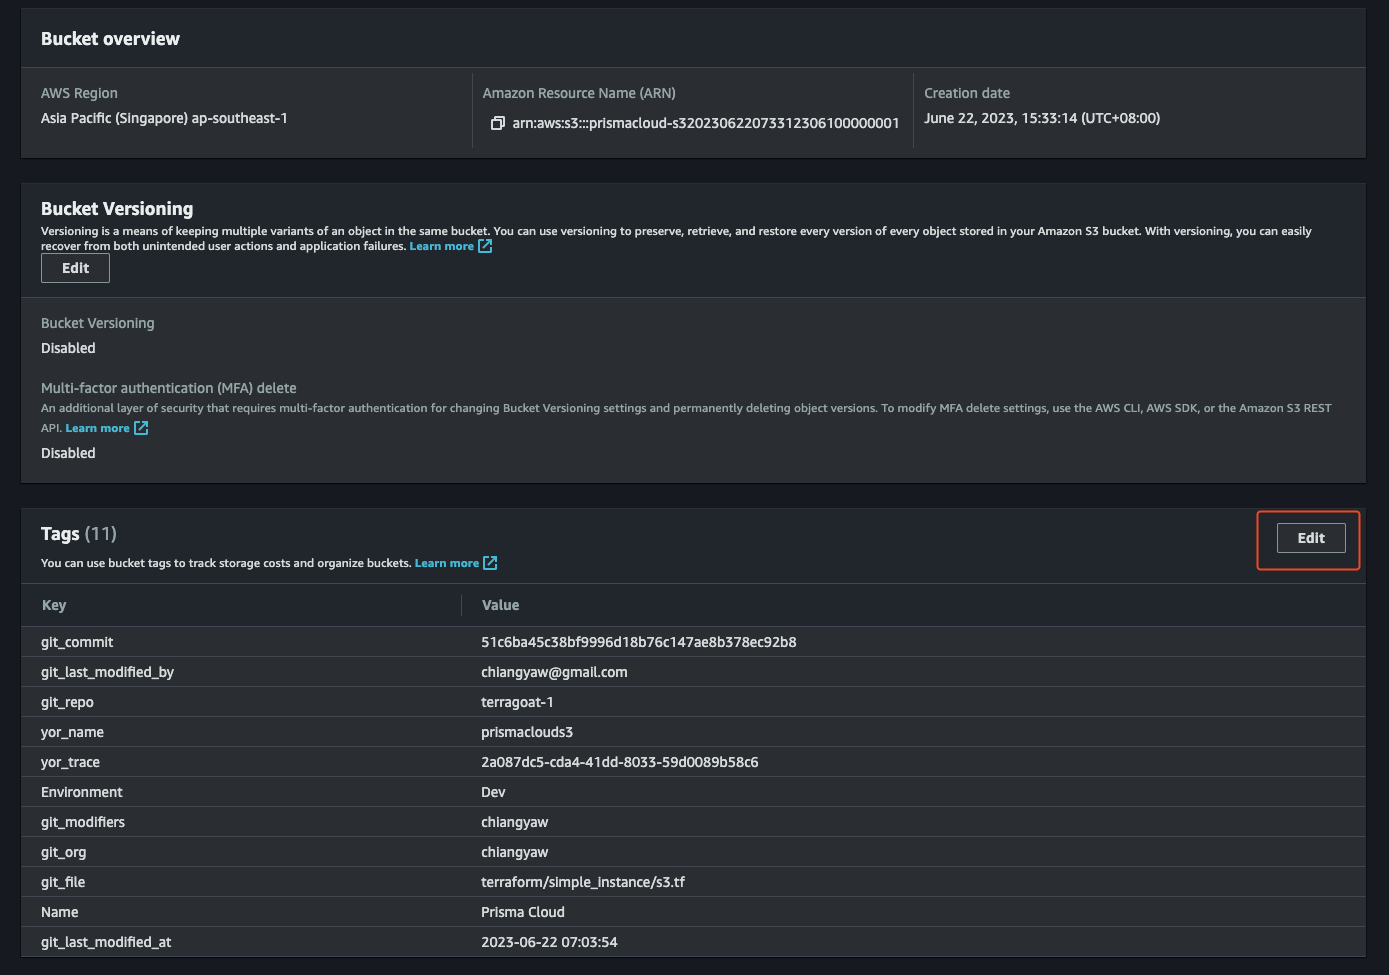 Bucket overview
AWS Region
Asia Pacific (Singapore) ap-southeast-1
Amazon Resource Name (ARN)
arn:aws:s3:::prismacloud-s320230622073312306100000001
Creation date
June 22, 2023, 15:33:14 (UTC+08:00)
Bucket Versioning
Versioning is a means of keeping multiple variants of an object in the same bucket. You can use versioning to preserve, retrieve, and restore every version of every object stored in your Amazon S3 bucket. With versioning, you can easily
recover from both unintended user actions and application failures. Learn more
Edit
Bucket Versioning
Disabled
Multi-factor authentication (MFA) delete
An additional layer of security that requires multi-factor authentication for changing Bucket Versioning settings and permanently deleting object versions. To modify MFA delete settings, use the AWS CLI, AWS SDK, or the Amazon S3 REST
API. Learn more
Disabled
Tags (11)
Edit
You can use bucket tags to track storage costs and organize buckets. Learn more
Key Value
git_commit 51c6ba45c38bf9996d18b76c147ae8b378ec92b8
git_last_modified_by chiangyaw@gmail.com
git_repo terragoat-1
yor_name prismaclouds3
yor_trace 2a087dc5-cda4-41dd-8033-59d0089b58c6
Environment Dev
git_modifiers chiangyaw
git_org chiangyaw
git_file terraform/simple_instance/s3.tf
Name Prisma Cloud
git_last_modified_at 2023-06-22 07:03:54